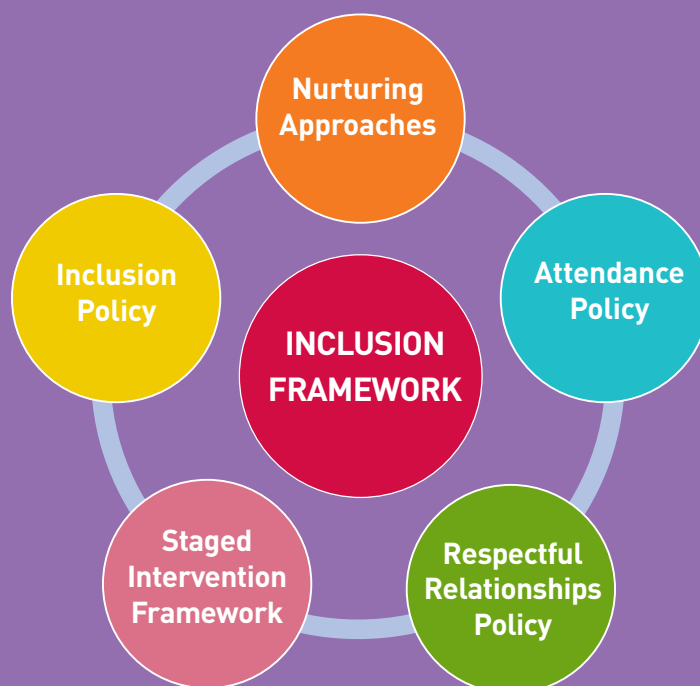 Nurturing
Approaches
Inclusion
Policy
Attendance
Policy
INCLUSION
FRAMEWORK
Staged
Intervention
Framework
Respectful
Relationships
Policy